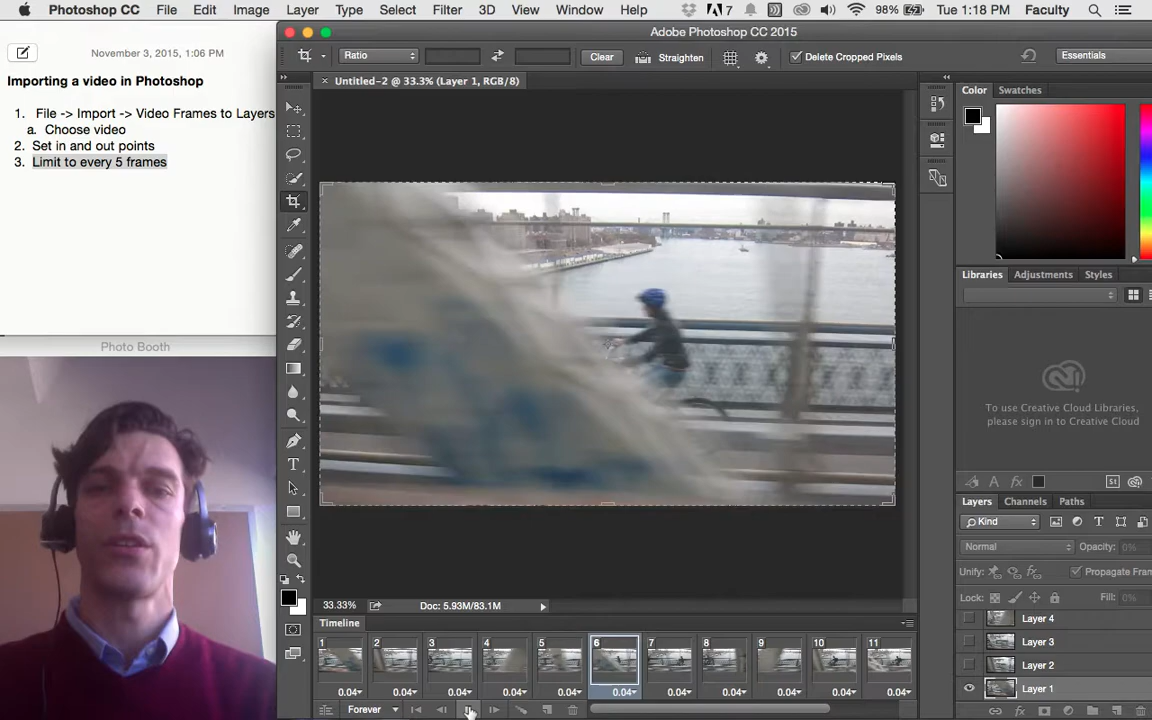 Photoshop CC File Edit Image Layer Type Select Filter 3D View Window Help 7 98% Tue 1:18 PM Faculty
Adobe Photoshop CC 2015
November 3, 2015, 1:06 PM
Ratio Clear Straighten Delete Cropped Pixels Essentials
Importing a video in Photoshop
× Untitled-2 @ 33.3% (Layer 1, RGB/8)
Color Swatches
1. File -> Import -> Video Frames to Layers
a. Choose video
2. Set in and out points
3. Limit to every 5 frames
Libraries Adjustments Styles
Photo Booth
To use Creative Cloud Libraries,
please sign in to Creative Cloud
Layers Channels Paths
Kind
Normal Opacity: 0%
Unify: Propagate Fram
Lock: Fill: 0%
33.33% Doc: 5.93M/83.1M
Timeline
Layer 4
1 2 3 4 5 6 7 8 9 10 11
Layer 3
Layer 2
Layer 1
0.04 0.04 0.04 0.04 0.04 0.04 0.04 0.04 0.04 0.04 0.04
Forever